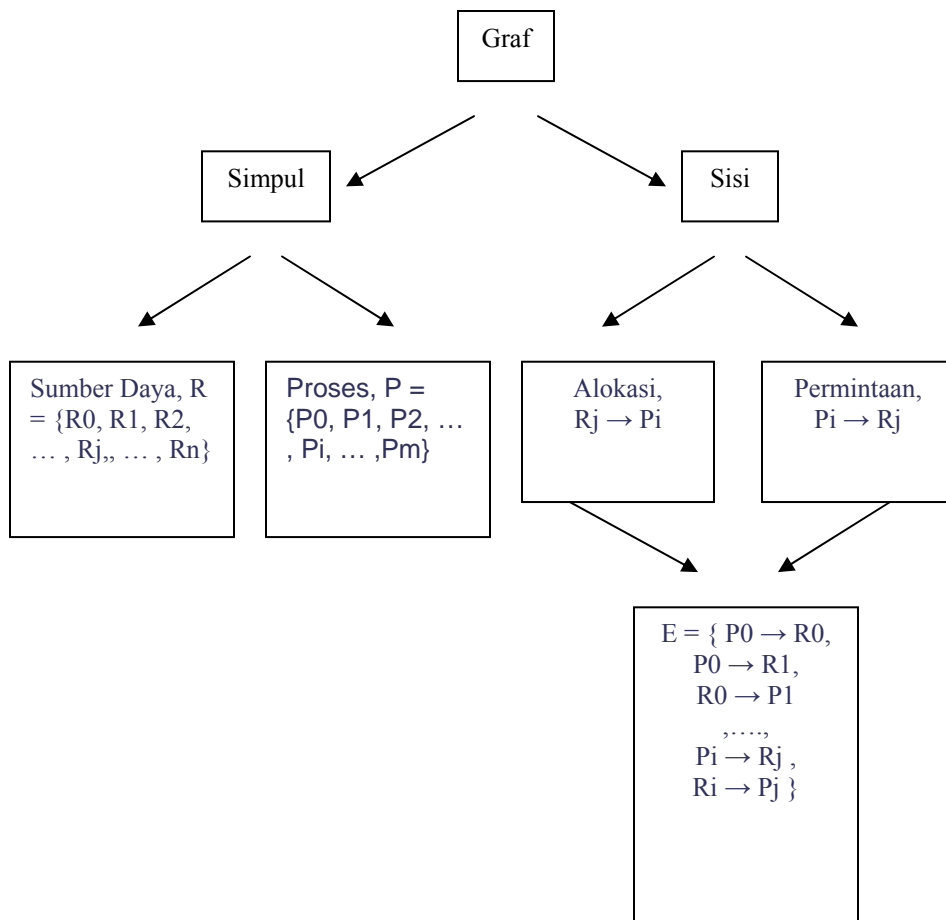 Graf
Simpul
Sisi
Sumber Daya, R
= {R0, R1, R2,
… , Rj,, … , Rn}
Proses, P =
{P0, P1, P2, …
, Pi, … ,Pm}
Alokasi,
Rj → Pi
Permintaan,
Pi → Rj
E = { P0 → R0,
P0 → R1,
R0 → P1
,….,
Pi → Rj ,
Ri → Pj }